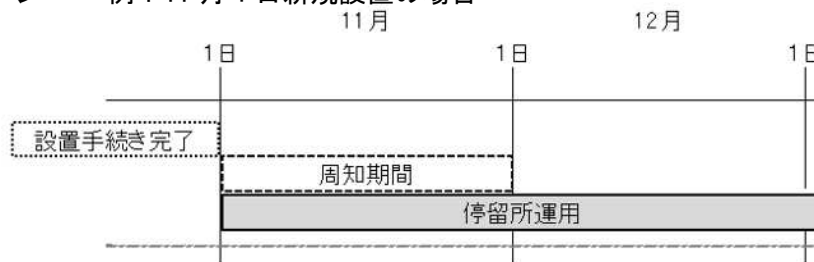 11月 12月
1日 1日 1日
設置手続き完了
周知期間
停留所運用